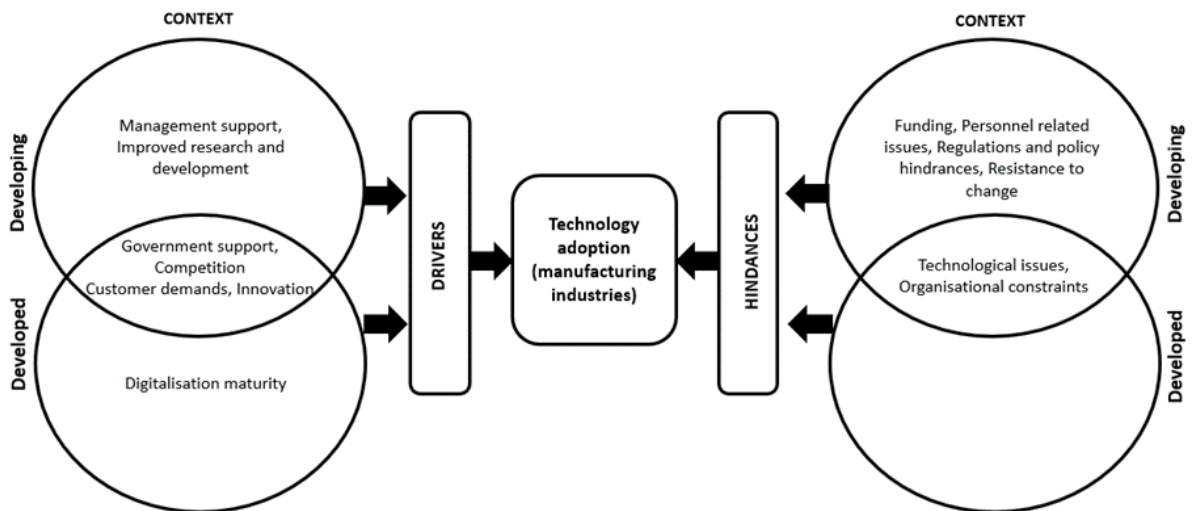 CONTEXT
Developing
Management support,
Improved research and
development
Government support,
Competition
Customer demands, Innovation
Developed
Digitalisation maturity
DRIVERS
Technology
adoption
(manufacturing
industries)
HINDANCES
CONTEXT
Funding, Personnel related
issues, Regulations and policy
hindrances, Resistance to
change
Developing
Technological issues,
Organisational constraints
Developed